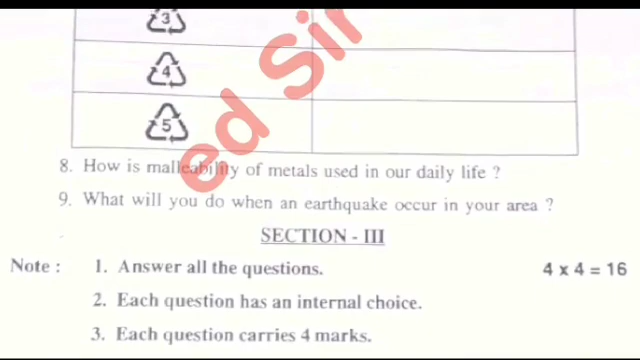 3
4
5
ed Sir
8. How is malleability of metals used in our daily life ?
9. What will you do when an earthquake occur in your area ?
SECTION - III
Note : 1. Answer all the questions. 4 x 4 = 16
2. Each question has an internal choice.
3. Each question carries 4 marks.